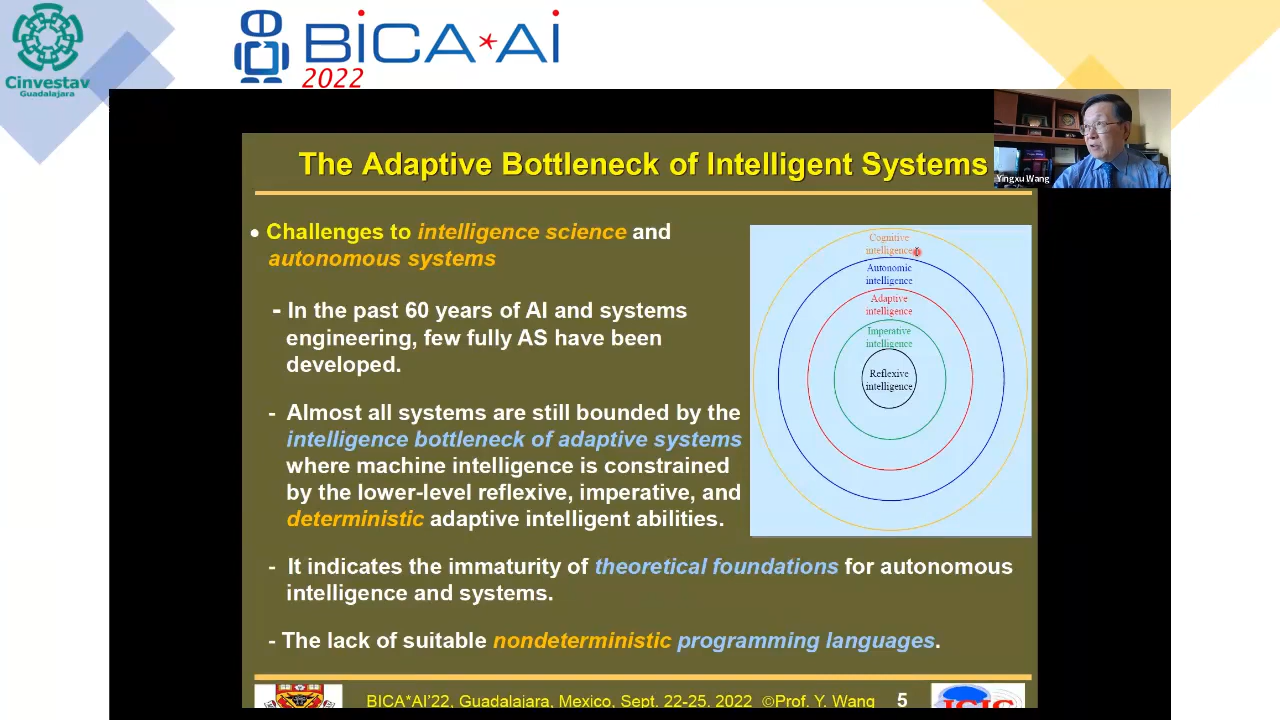 Cinvestav
Guadalajara
BICA*AI
2022
Yingxu Wang
The Adaptive Bottleneck of Intelligent Systems
• Challenges to intelligence science and
autonomous systems
- In the past 60 years of AI and systems
engineering, few fully AS have been
developed.
- Almost all systems are still bounded by the
intelligence bottleneck of adaptive systems
where machine intelligence is constrained
by the lower-level reflexive, imperative, and
deterministic adaptive intelligent abilities.
- It indicates the immaturity of theoretical foundations for autonomous
intelligence and systems.
- The lack of suitable nondeterministic programming languages.
Cognitive
intelligence
Autonomic
intelligence
Adaptive
intelligence
Imperative
intelligence
Reflexive
intelligence
BICA*AI'22, Guadalajara, Mexico, Sept. 22-25, 2022 ©Prof. Y. Wang 5